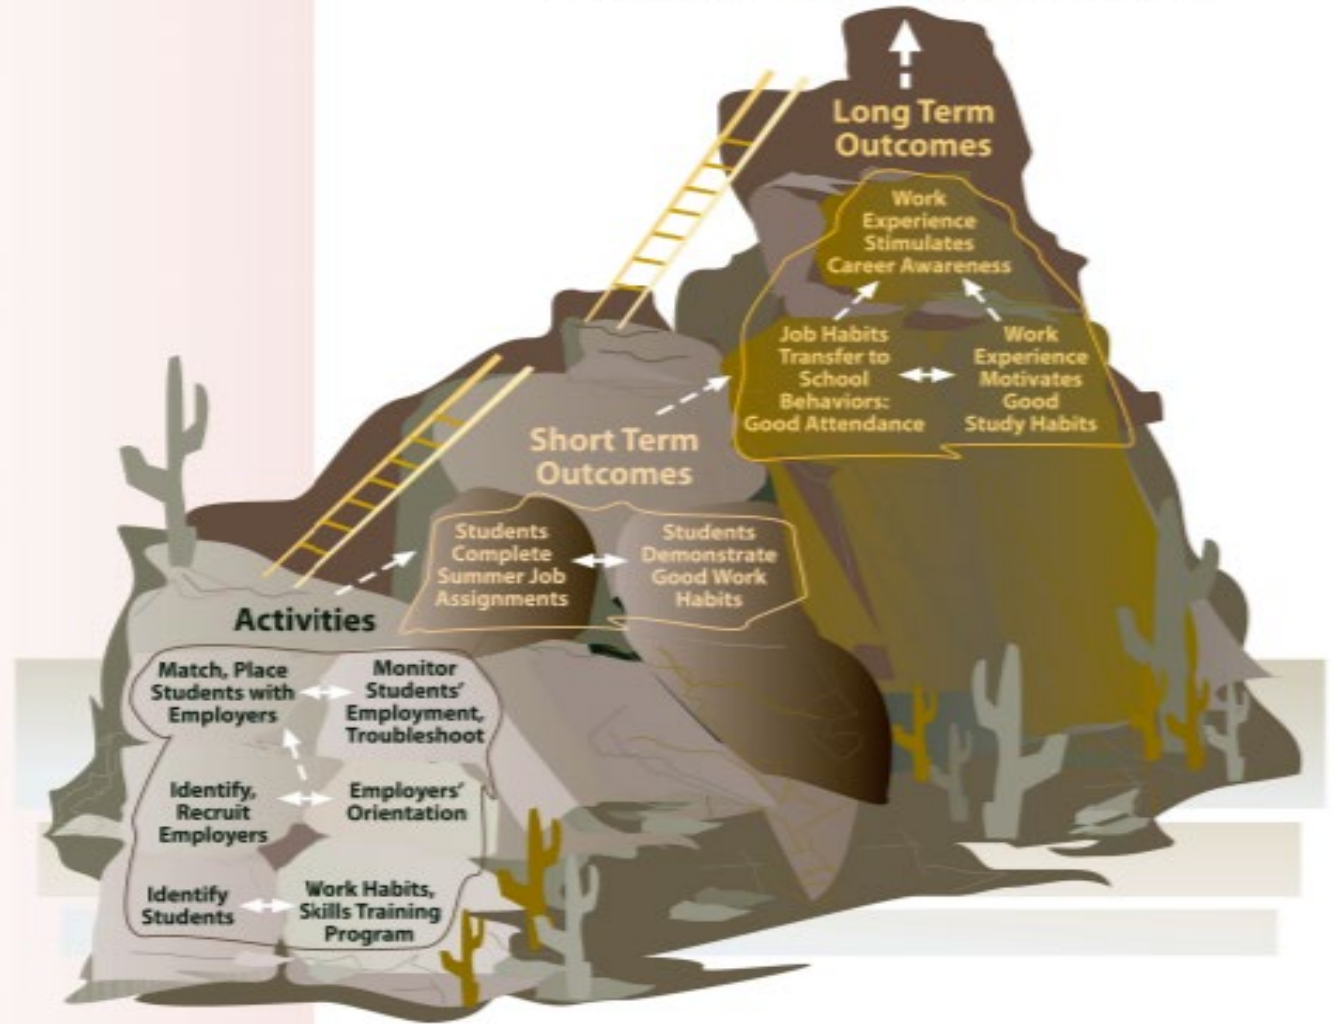 Long Term
Outcomes
Work
Experience
Stimulates
Career Awareness
Job Habits
Transfer to
School
Behaviors:
Good Attendance
Work
Experience
Motivates
Good
Study Habits
Short Term
Outcomes
Students
Complete
Summer Job
Assignments
Students
Demonstrate
Good Work
Habits
Activities
Match, Place
Students with
Employers
Monitor
Students'
Employment,
Troubleshoot
Identify,
Recruit
Employers
Employers'
Orientation
Identify
Students
Work Habits,
Skills Training
Program